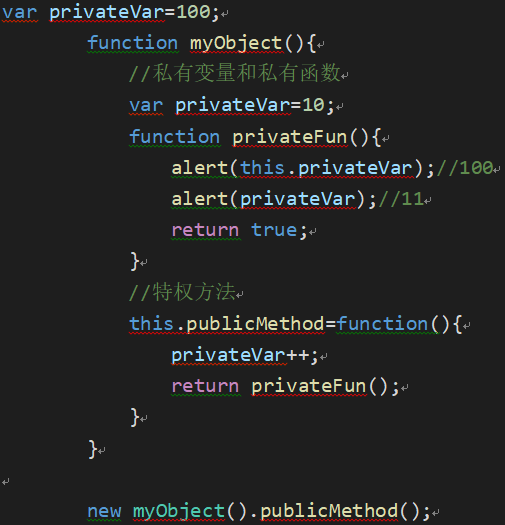 var privateVar=100;
function myObject(){
//私有变量和私有函数
var privateVar=10;
function privateFun(){
alert(this.privateVar);//100
alert(privateVar);//11
return true;
}
//特权方法
this.publicMethod=function(){
privateVar++;
return privateFun();
}
}
new myObject().publicMethod();